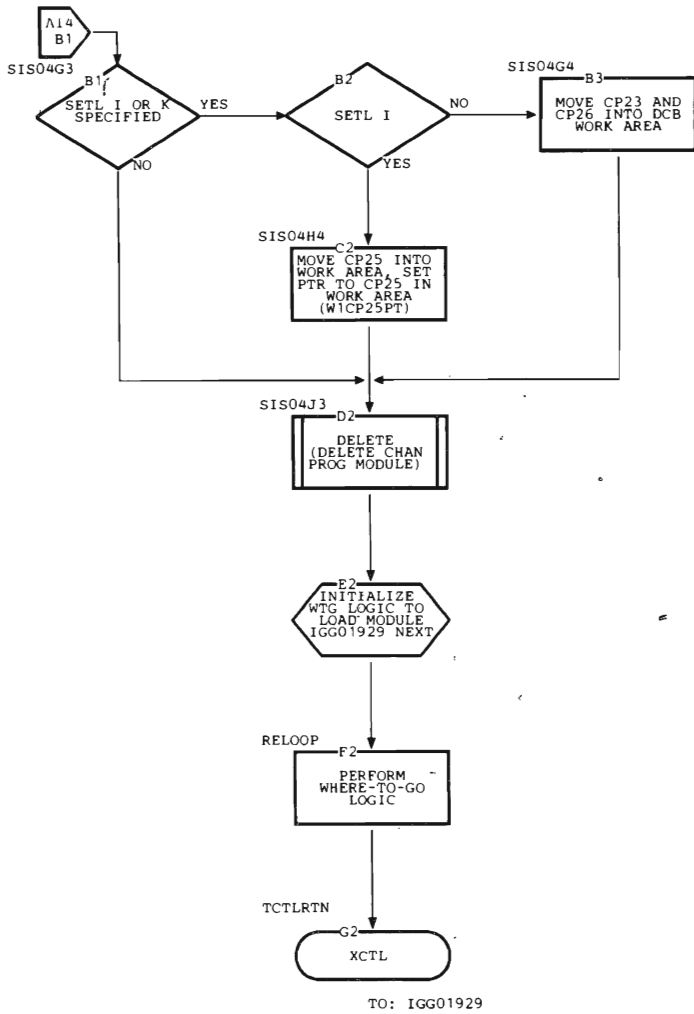 A14
B1
SIS04G3
B1
SETL I OR K
SPECIFIED
YES
NO
B2
SETL I
NO
YES
SIS04G4
B3
MOVE CP23 AND
CP26 INTO DCB
WORK AREA
SIS04H4
C2
MOVE CP25 INTO
WORK AREA, SET
PTR TO CP25 IN
WORK AREA
(W1CP25PT)
SIS04J3
D2
DELETE
(DELETE CHAN
PROG MODULE)
E2
INITIALIZE
WTG LOGIC TO
LOAD MODULE
IGG01929 NEXT
RELOOP
F2
PERFORM
WHERE-TO-GO
LOGIC
TCTLRTN
G2
XCTL
TO: IGG01929